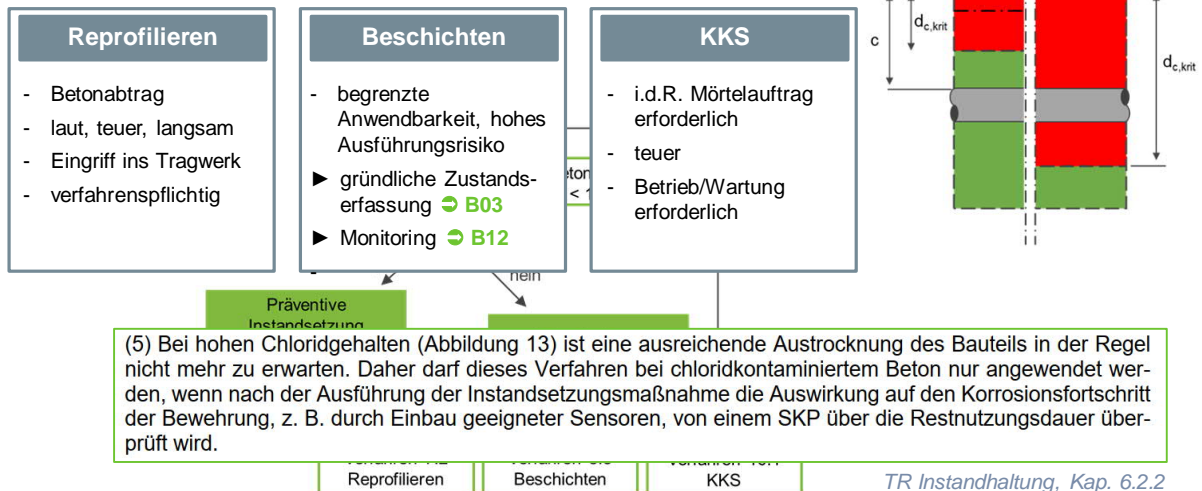 Reprofilieren
- Betonabtrag
- laut, teuer, langsam
- Eingriff ins Tragwerk
- verfahrenspflichtig
Beschichten
- begrenzte
Anwendbarkeit, hohes
Ausführungsrisiko
► gründliche Zustands-
erfassung ➲ B03
► Monitoring ➲ B12
-
KKS
- i.d.R. Mörtelauftrag
erforderlich
- teuer
- Betrieb/Wartung
erforderlich
c
d_c,krit
d_c,krit
nein
Präventive
Instandsetzung
(5) Bei hohen Chloridgehalten (Abbildung 13) ist eine ausreichende Austrocknung des Bauteils in der Regel
nicht mehr zu erwarten. Daher darf dieses Verfahren bei chloridkontaminiertem Beton nur angewendet wer-
den, wenn nach der Ausführung der Instandsetzungsmaßnahme die Auswirkung auf den Korrosionsfortschritt
der Bewehrung, z. B. durch Einbau geeigneter Sensoren, von einem SKP über die Restnutzungsdauer über-
prüft wird.
Reprofilieren
Beschichten
KKS
TR Instandhaltung, Kap. 6.2.2